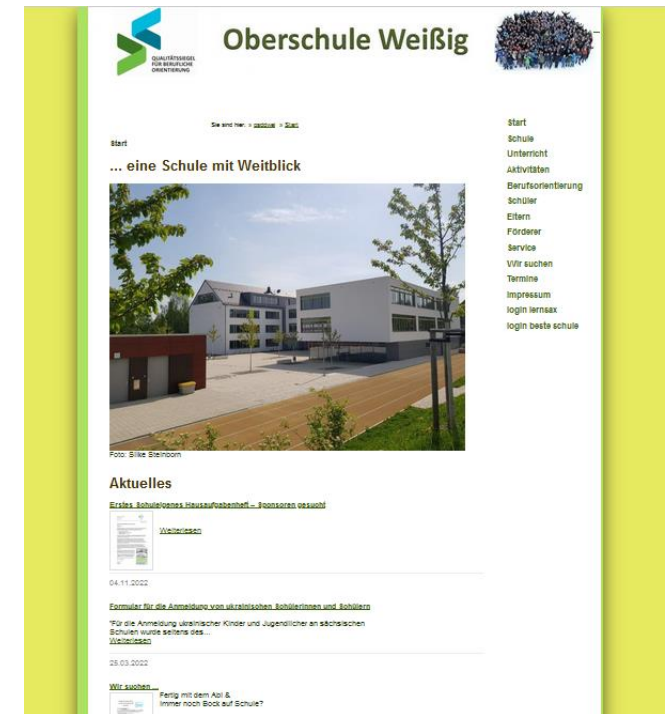 QUALITÄTSSIEGEL
FÜR BERUFLICHE
ORIENTIERUNG
Oberschule Weißig
Sie sind hier: »
» Start
Start
... eine Schule mit Weitblick
Foto: Silke Steinborn
Aktuelles
Erstes Schuleigenes Hausaufgabenheft – Sponsoren gesucht
Weiterlesen
04.11.2022
Formular für die Anmeldung von ukrainischen Schülerinnen und Schülern
"Für die Anmeldung ukrainischer Kinder und Jugendlicher an sächsischen
Schulen wurde seitens des...
Weiterlesen
25.03.2022
Wir suchen ...
Fertig mit dem Abi &
Immer noch Bock auf Schule?
Start
Schule
Unterricht
Aktivitäten
Berufsorientierung
Schüler
Eltern
Förderer
Service
Wir suchen
Termine
Impressum
login lernsax
login beste schule